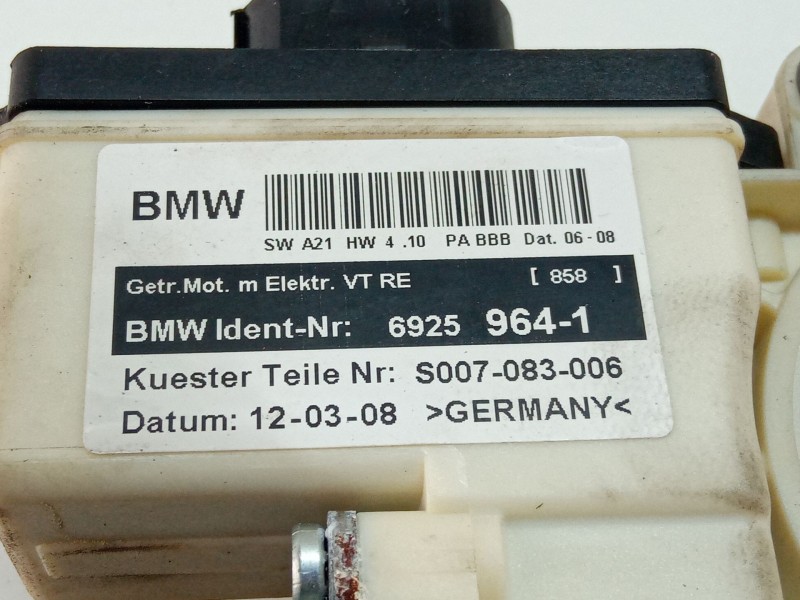 BMW
SW A21 HW 4 .10 PA BBB Dat. 06-08
Getr.Mot. m Elektr. VT RE [ 858 ]
BMW Ident-Nr: 6925 964-1
Kuester Teile Nr: S007-083-006
Datum: 12-03-08 >GERMANY<